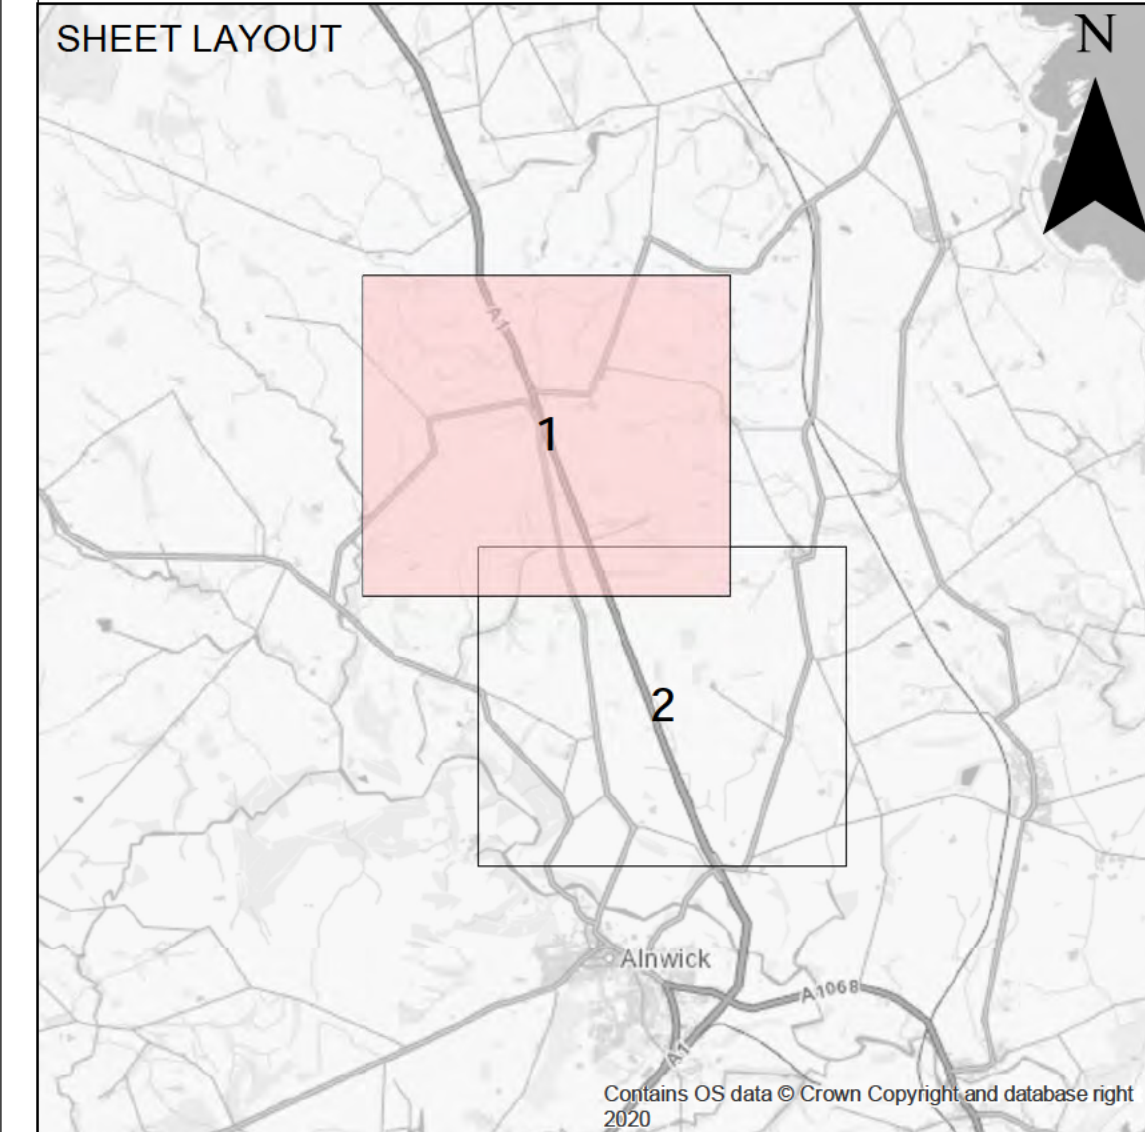 SHEET LAYOUT
N
A1
1
2
Alnwick
A1068
A1
Contains OS data © Crown Copyright and database right
2020